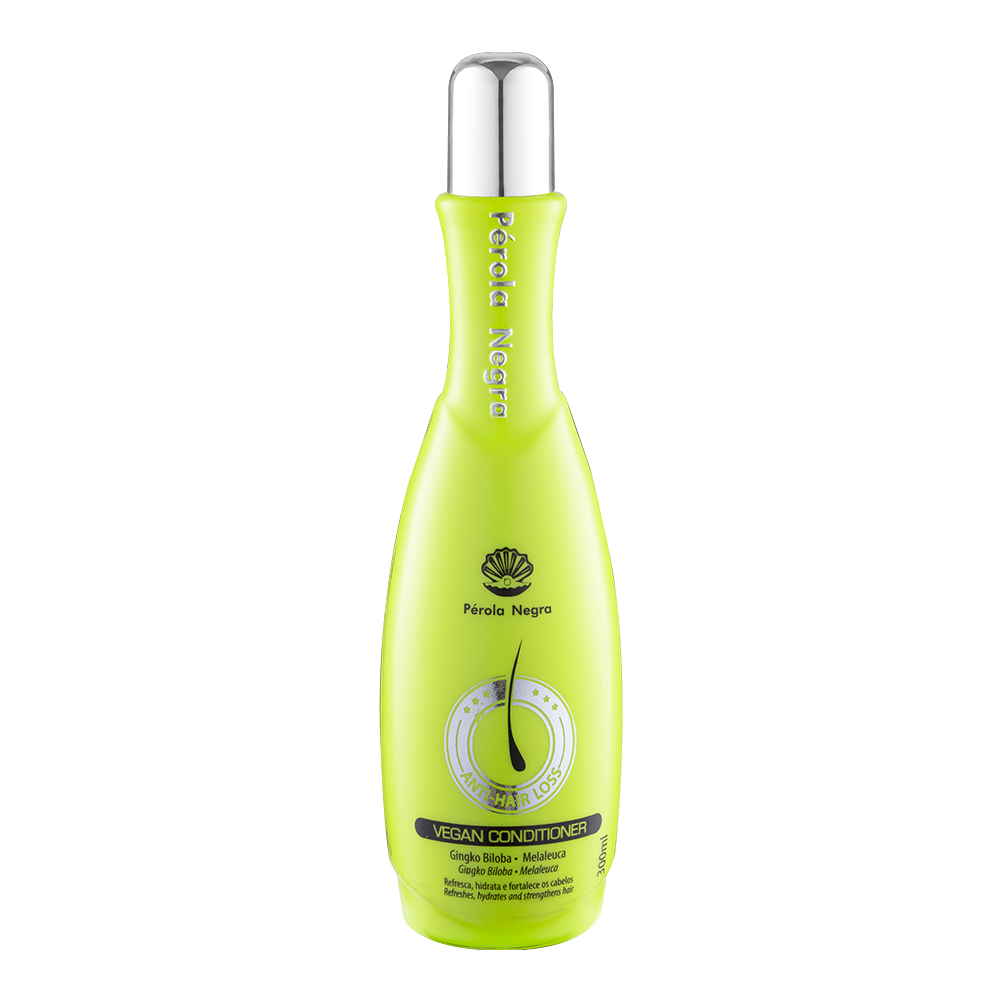 Pérola Negra
Pérola Negra
ANTI-HAIR LOSS
VEGAN CONDITIONER
Gingko Biloba • Melaleuca
Gingko Biloba • Melaleuca
Refresca, hidrata e fortalece os cabelos
Refreshes, hydrates and strengthens hair
300ml